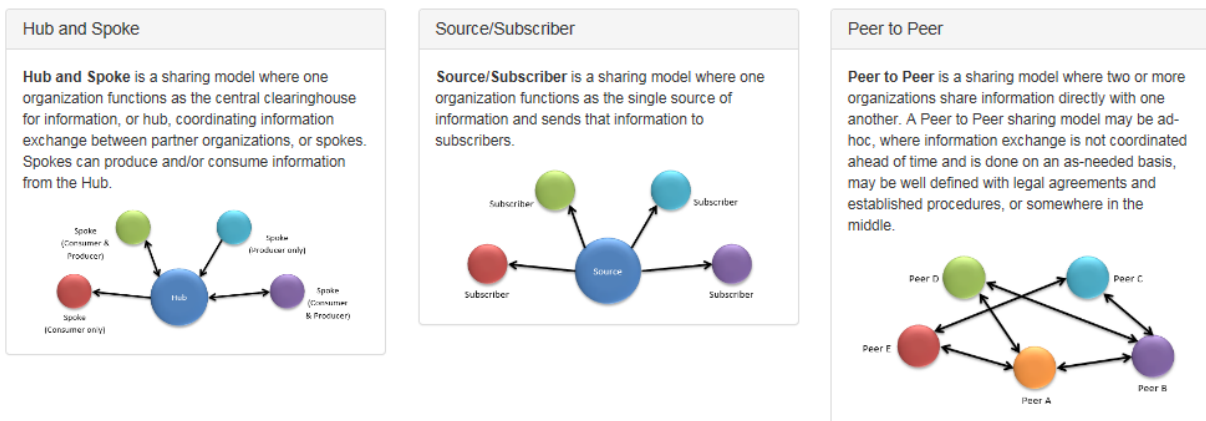 Hub and Spoke
Hub and Spoke is a sharing model where one
organization functions as the central clearinghouse
for information, or hub, coordinating information
exchange between partner organizations, or spokes.
Spokes can produce and/or consume information
from the Hub.
Spoke
(Consumer &
Producer)
Spoke
(Producer only)
Hub
Spoke
(Consumer
& Producer)
Spoke
(Consumer only)
Source/Subscriber
Source/Subscriber is a sharing model where one
organization functions as the single source of
information and sends that information to
subscribers.
Subscriber
Subscriber
Source
Subscriber
Subscriber
Peer to Peer
Peer to Peer is a sharing model where two or more
organizations share information directly with one
another. A Peer to Peer sharing model may be ad-
hoc, where information exchange is not coordinated
ahead of time and is done on an as-needed basis,
may be well defined with legal agreements and
established procedures, or somewhere in the
middle.
Peer D
Peer C
Peer E
Peer B
Peer A